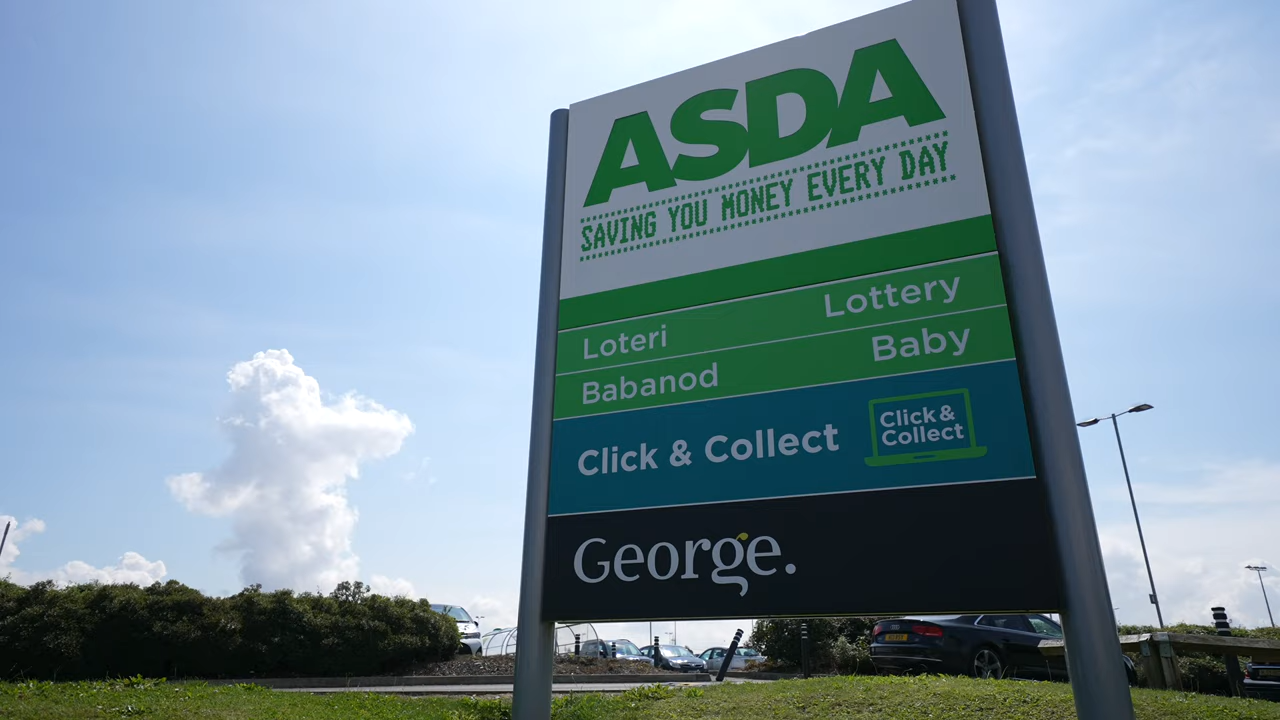 ASDA
SAVING YOU MONEY EVERY DAY
Loteri Lottery
Babanod Baby
Click & Collect
Click &
Collect
George.